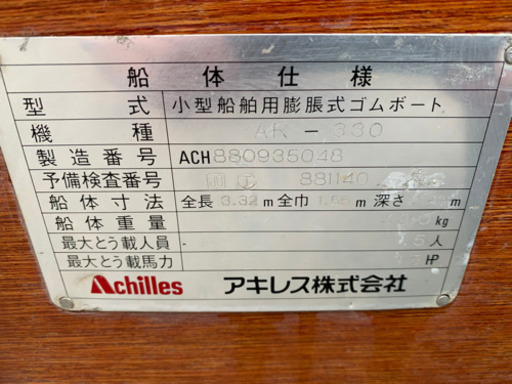 船体仕様
型式 小型船舶用膨脹式ゴムボート
機種 AK-330
製造番号 ACH880935048
予備検査番号 881140
船体寸法 全長 3.32 m 全巾 m 深さ m
船体重量 kg
最大とう載人員 5人
最大とう載馬力 HP
Achilles アキレス株式会社